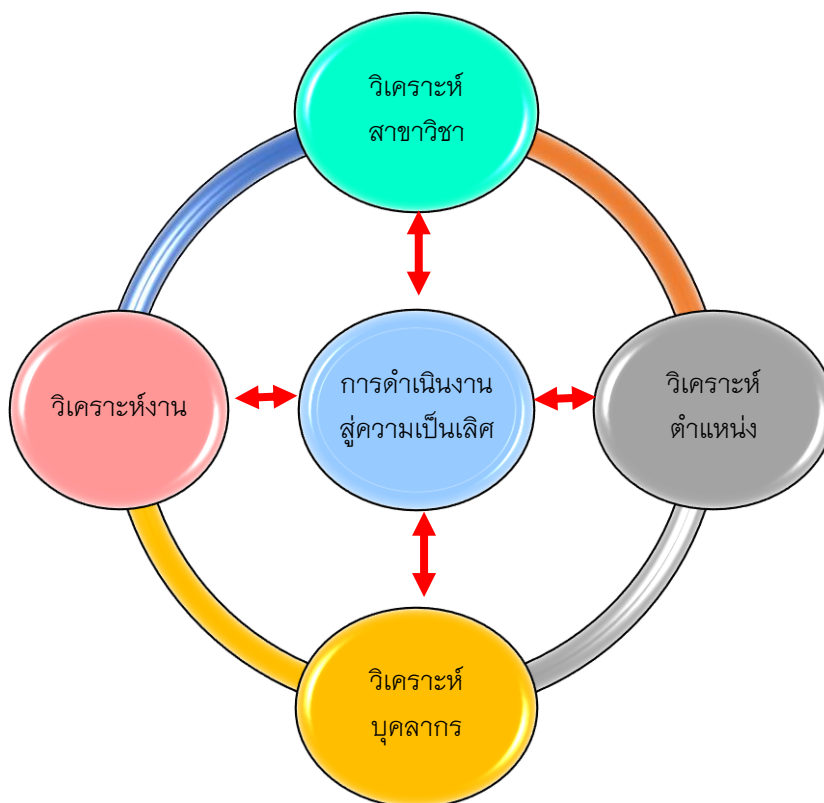 วิเคราะห์
สาขาวิชา
วิเคราะห์งาน
การดำเนินงาน
สู่ความเป็นเลิศ
วิเคราะห์
ตำแหน่ง
วิเคราะห์
บุคลากร